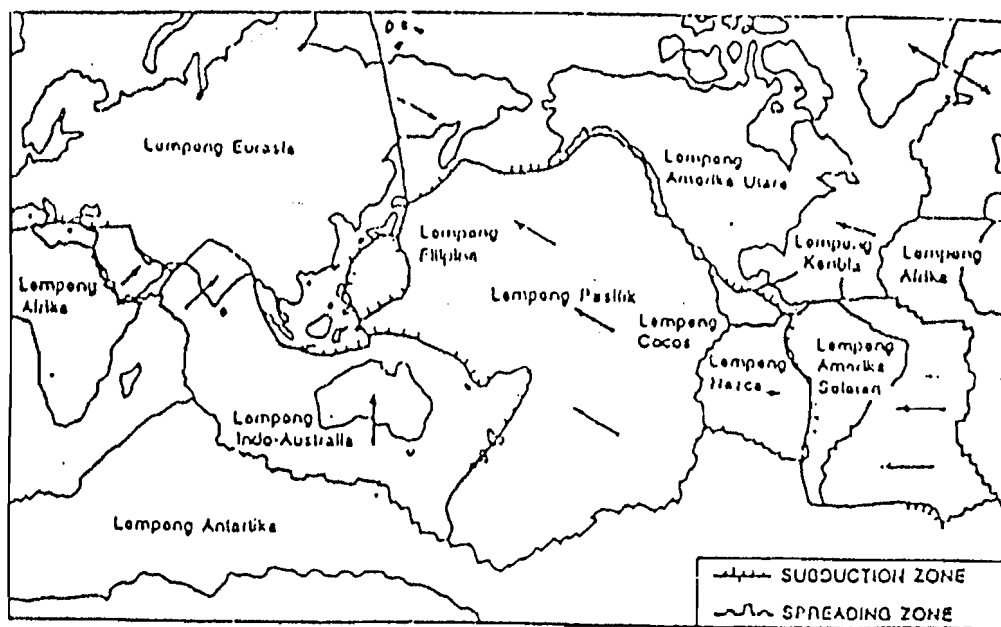 Lempeng Eurasia
Lempeng
Amerika Utara
Lempeng
Filipina
Lempeng
Karibia
Lempeng
Afrika
Lempeng
Afrika
Lempeng Pasifik
Lempeng
Cocos
Lempeng
Nazca
Lempeng
Amerika
Selatan
Lempeng
Indo-Australia
Lempeng Antartika
SUBDUCTION ZONE
SPREADING ZONE